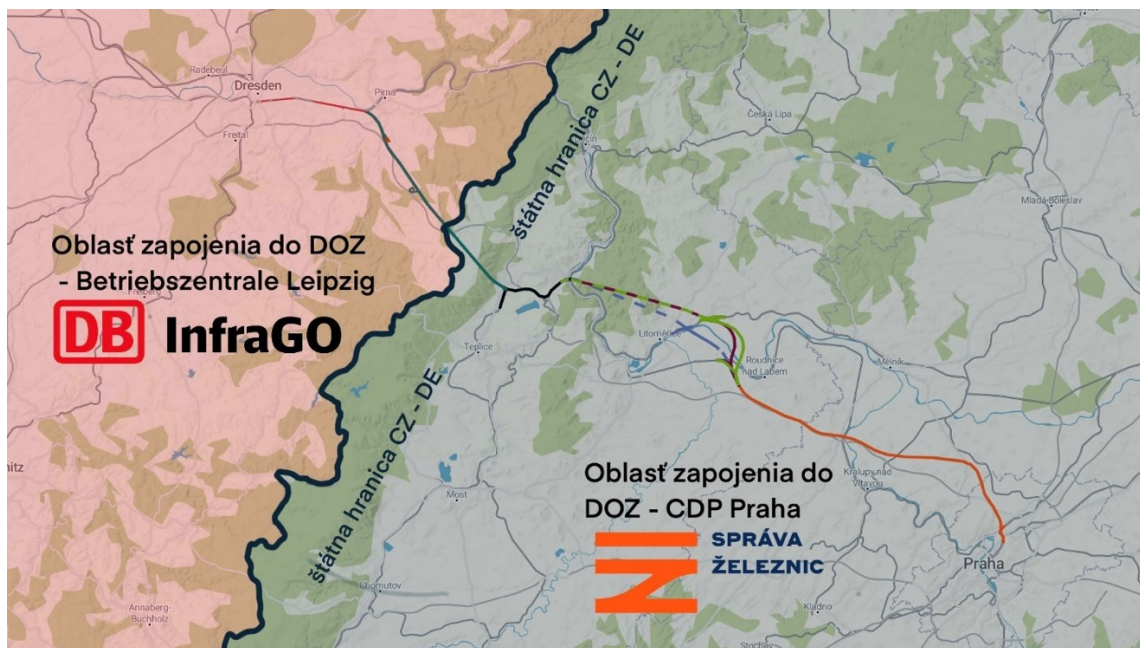 Radebeul
Dresden
Pirna
Freital
štátna hranica CZ - DE
Česká Lípa
Mladá Boleslav
Oblasť zapojenia do DOZ
- Betriebszentrale Leipzig
DB InfraGO
Litoměřice
Teplice
Roudnice
nad Labem
Mělník
štátna hranica CZ - DE
Oblasť zapojenia do
DOZ - CDP Praha
Kralupy nad
Vltavou
Most
SPRÁVA
ŽELEZNIC
Praha
Chomutov
Kladno
Annaberg-
Buchholz